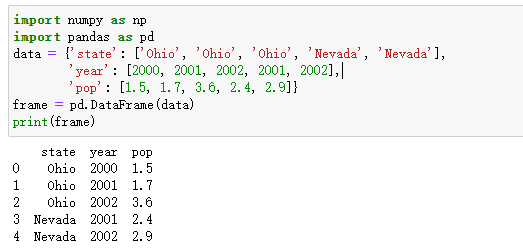 import numpy as np
import pandas as pd
data = {'state': ['Ohio', 'Ohio', 'Ohio', 'Nevada', 'Nevada'],
        'year': [2000, 2001, 2002, 2001, 2002],
        'pop': [1.5, 1.7, 3.6, 2.4, 2.9]}
frame = pd.DataFrame(data)
print(frame)
    state  year  pop
0    Ohio  2000  1.5
1    Ohio  2001  1.7
2    Ohio  2002  3.6
3  Nevada  2001  2.4
4  Nevada  2002  2.9